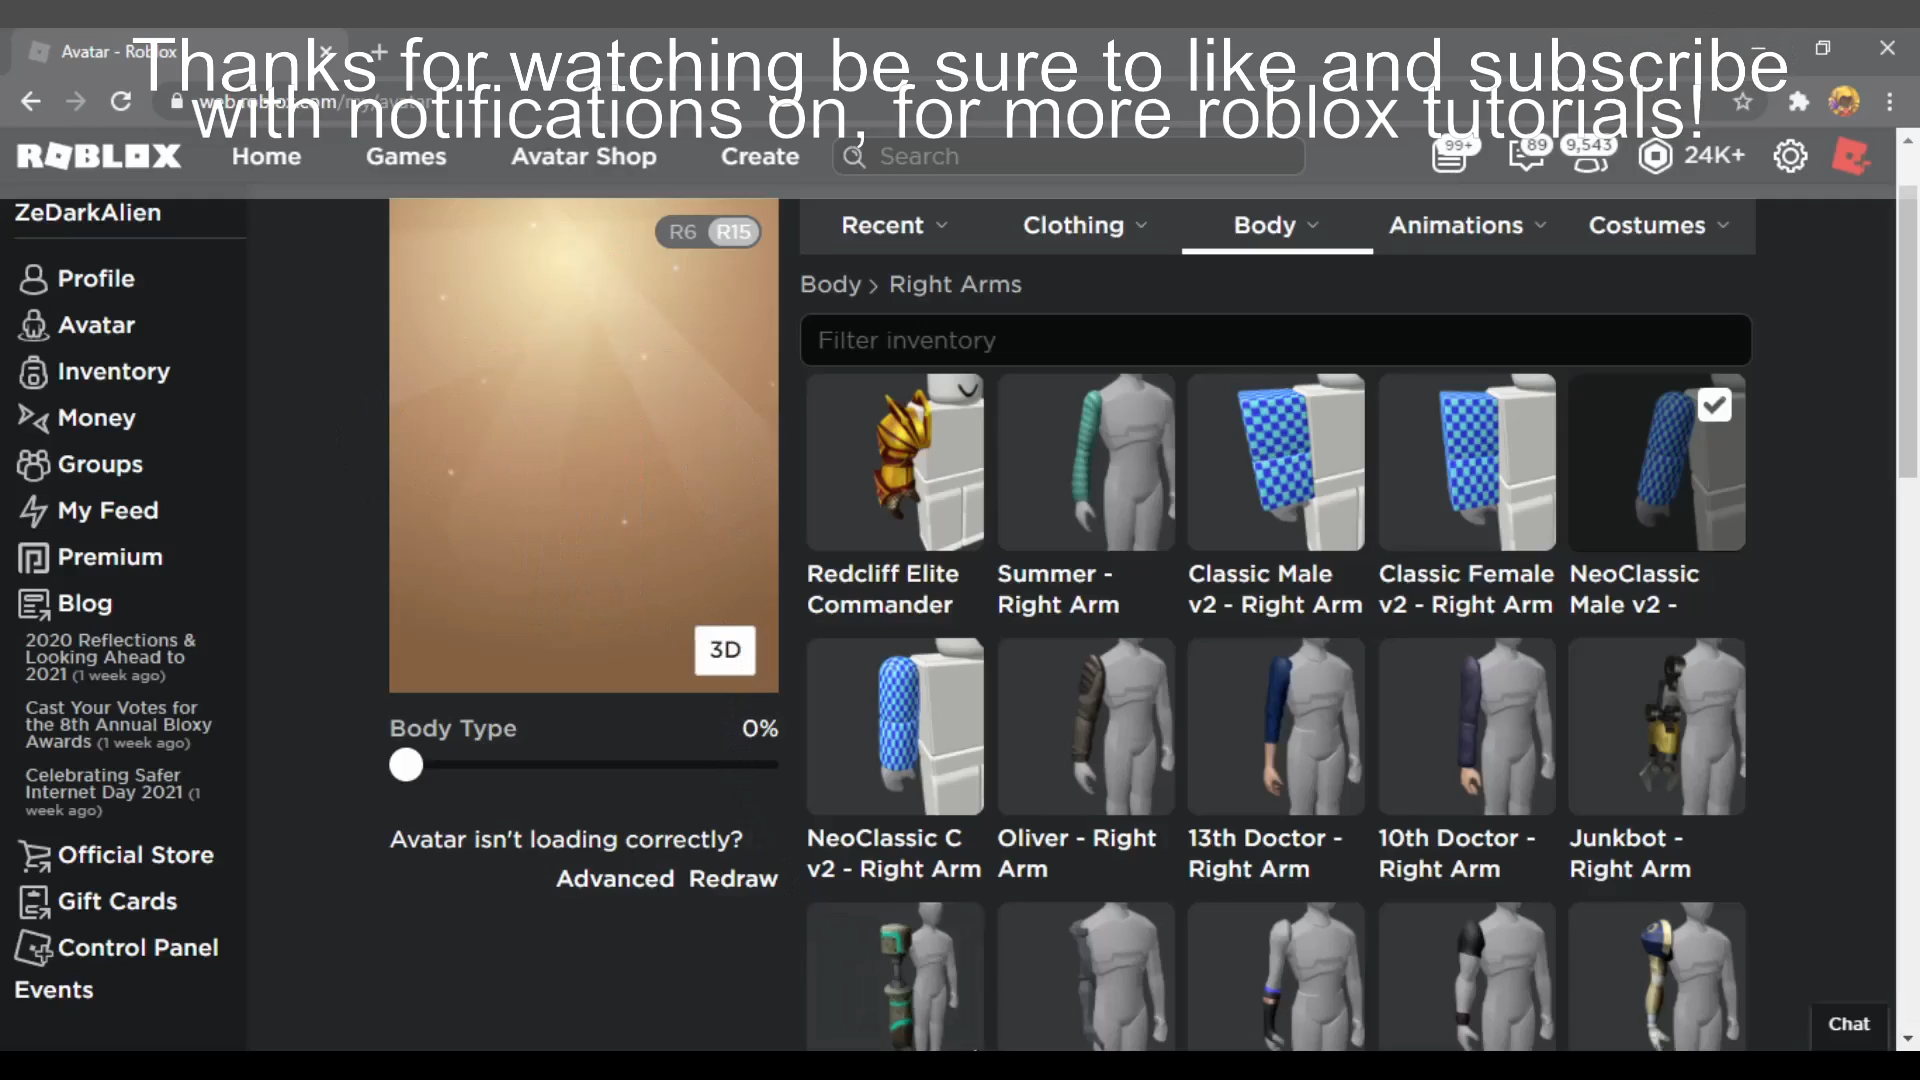 Avatar - Roblox
Thanks for watching be sure to like and subscribe
with notifications on, for more roblox tutorials!
web.roblox.com/my/avatar
ROBLOX
Home
Games
Avatar Shop
Create
Search
99+
89
9,543
24K+
ZeDarkAlien
Profile
Avatar
Inventory
Money
Groups
My Feed
Premium
Blog
2020 Reflections &
Looking Ahead to
2021 (1 week ago)
Cast Your Votes for
the 8th Annual Bloxy
Awards (1 week ago)
Celebrating Safer
Internet Day 2021 (1
week ago)
Official Store
Gift Cards
Control Panel
Events
R6 R15
3D
Body Type 0%
Avatar isn't loading correctly?
Advanced Redraw
Recent
Clothing
Body
Animations
Costumes
Body > Right Arms
Filter inventory
Redcliff Elite
Commander
Summer -
Right Arm
Classic Male
v2 - Right Arm
Classic Female
v2 - Right Arm
NeoClassic
Male v2 -
NeoClassic C
v2 - Right Arm
Oliver - Right
Arm
13th Doctor -
Right Arm
10th Doctor -
Right Arm
Junkbot -
Right Arm
Chat